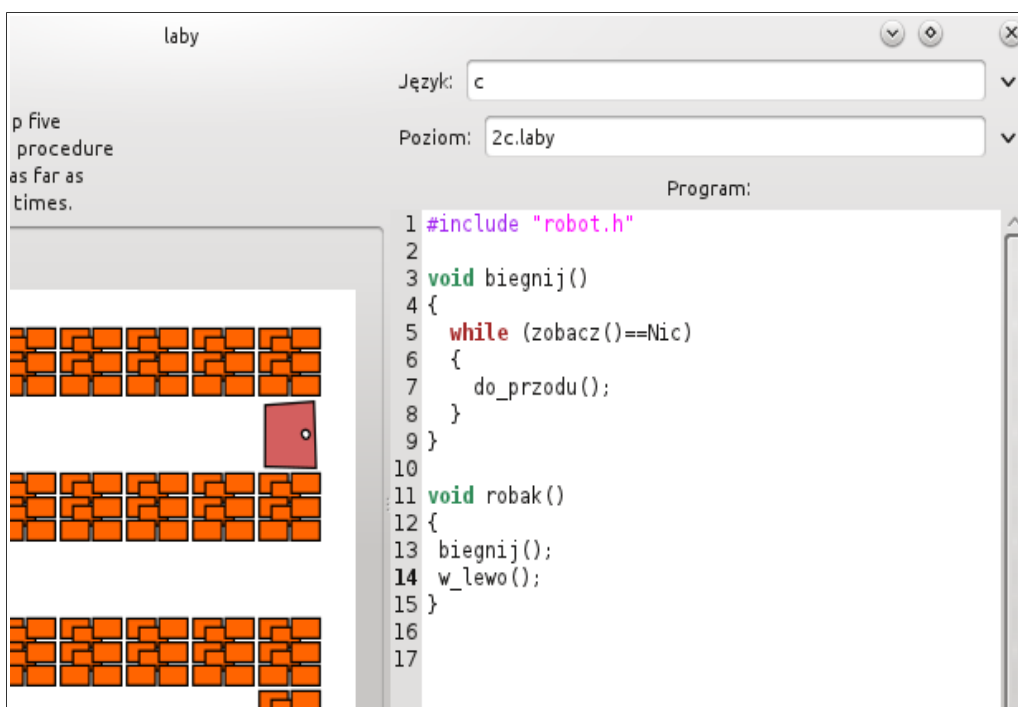 laby
Język: c
Poziom: 2c.laby
p five
procedure
as far as
times.
Program:
1 #include "robot.h"
2
3 void biegnij()
4 {
5   while (zobacz()==Nic)
6   {
7     do_przodu();
8   }
9 }
10
11 void robak()
12 {
13  biegnij();
14  w_lewo();
15 }
16
17